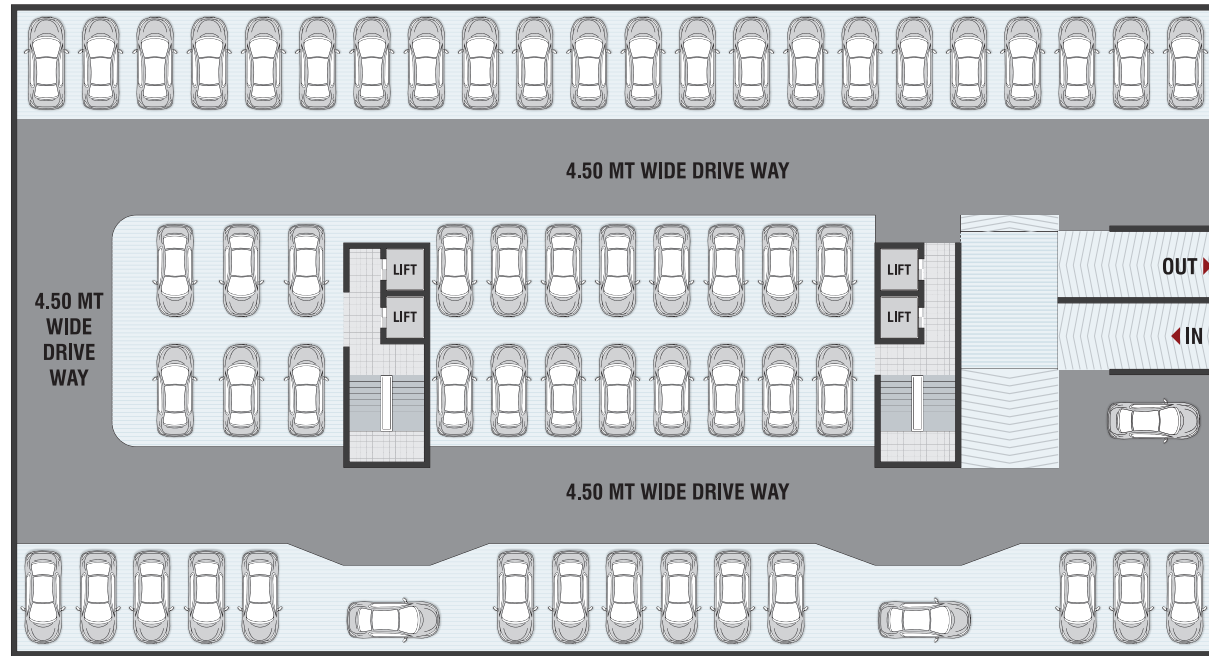 4.50 MT WIDE DRIVE WAY
LIFT
LIFT
OUT
4.50 MT
WIDE
DRIVE
WAY
LIFT
LIFT
IN
4.50 MT WIDE DRIVE WAY